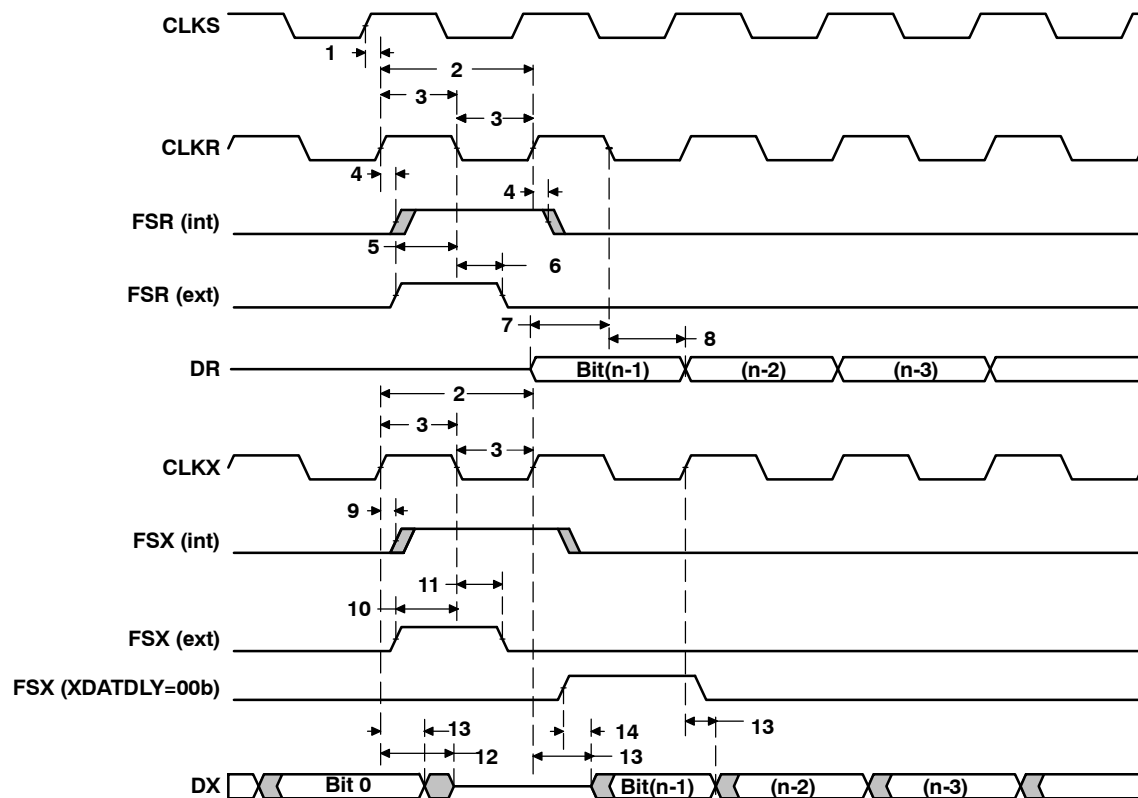 CLKS
1
2
3
3
CLKR
4
4
FSR (int)
5
6
FSR (ext)
7
8
DR
Bit(n-1)
(n-2)
(n-3)
2
3
3
CLKX
9
FSX (int)
11
10
FSX (ext)
FSX (XDATDLY=00b)
13
14
13
12
13
DX
Bit 0
Bit(n-1)
(n-2)
(n-3)